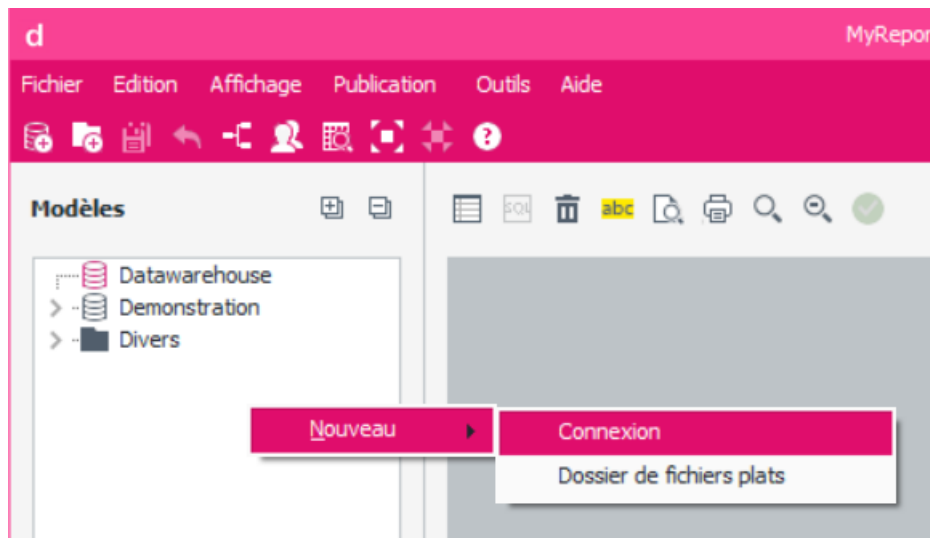 d
MyRepor
Fichier Edition Affichage Publication Outils Aide
Modèles
SQL
abc
Datawarehouse
Demonstration
Divers
Nouveau
Connexion
Dossier de fichiers plats